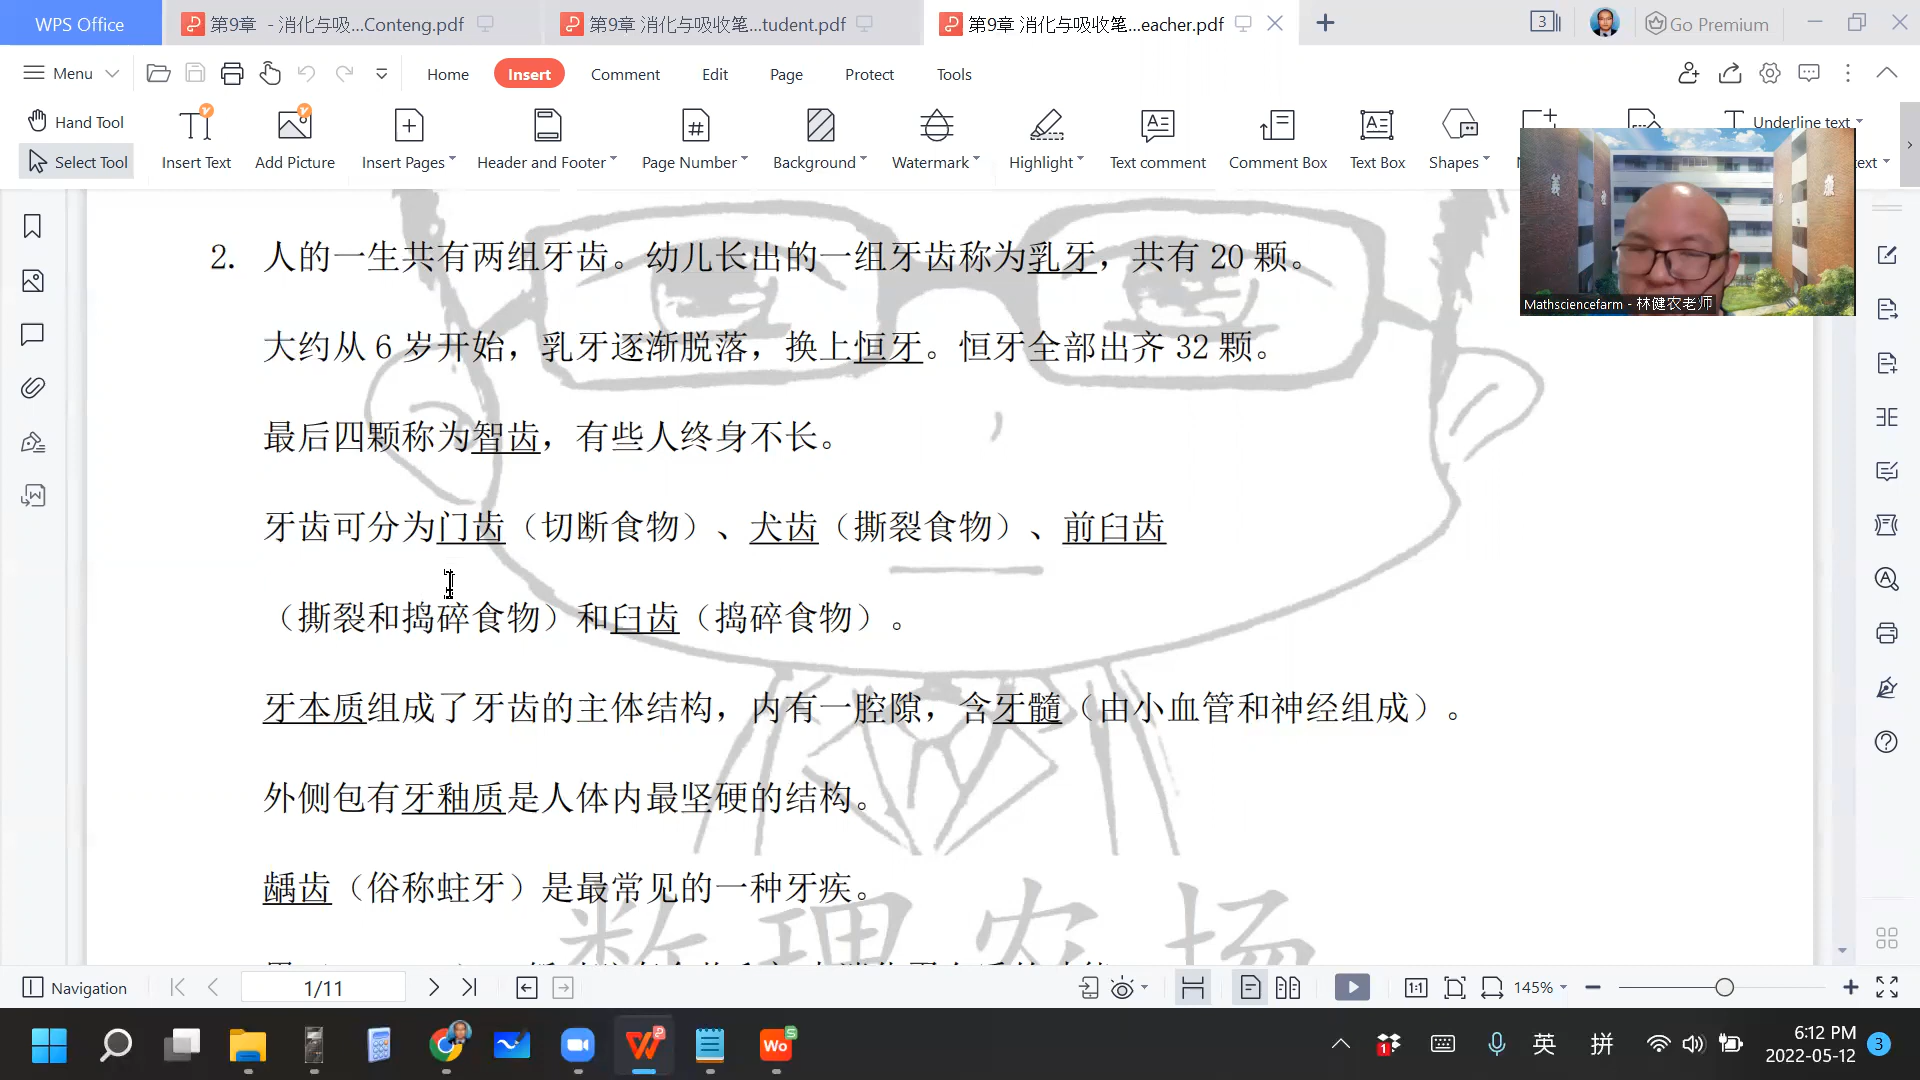 WPS Office
第9章 - 消化与吸...Conteng.pdf
第9章 消化与吸收笔...tudent.pdf
第9章 消化与吸收笔...eacher.pdf
3
Go Premium
Menu
Home
Insert
Comment
Edit
Page
Protect
Tools
Hand Tool
Select Tool
Insert Text
Add Picture
Insert Pages
Header and Footer
Page Number
Background
Watermark
Highlight
Text comment
Comment Box
Text Box
Shapes
Underline text
Mathsciencefarm - 林健农老师
2. 人的一生共有两组牙齿。幼儿长出的一组牙齿称为乳牙，共有 20 颗。
大约从 6 岁开始，乳牙逐渐脱落，换上恒牙。恒牙全部出齐 32 颗。
最后四颗称为智齿，有些人终身不长。
牙齿可分为门齿（切断食物）、犬齿（撕裂食物）、前臼齿
（撕裂和捣碎食物）和臼齿（捣碎食物）。
牙本质组成了牙齿的主体结构，内有一腔隙，含牙髓（由小血管和神经组成）。
外侧包有牙釉质是人体内最坚硬的结构。
龋齿（俗称蛀牙）是最常见的一种牙疾。
数理农场
Navigation
1/11
145%
英
拼
6:12 PM
2022-05-12
3